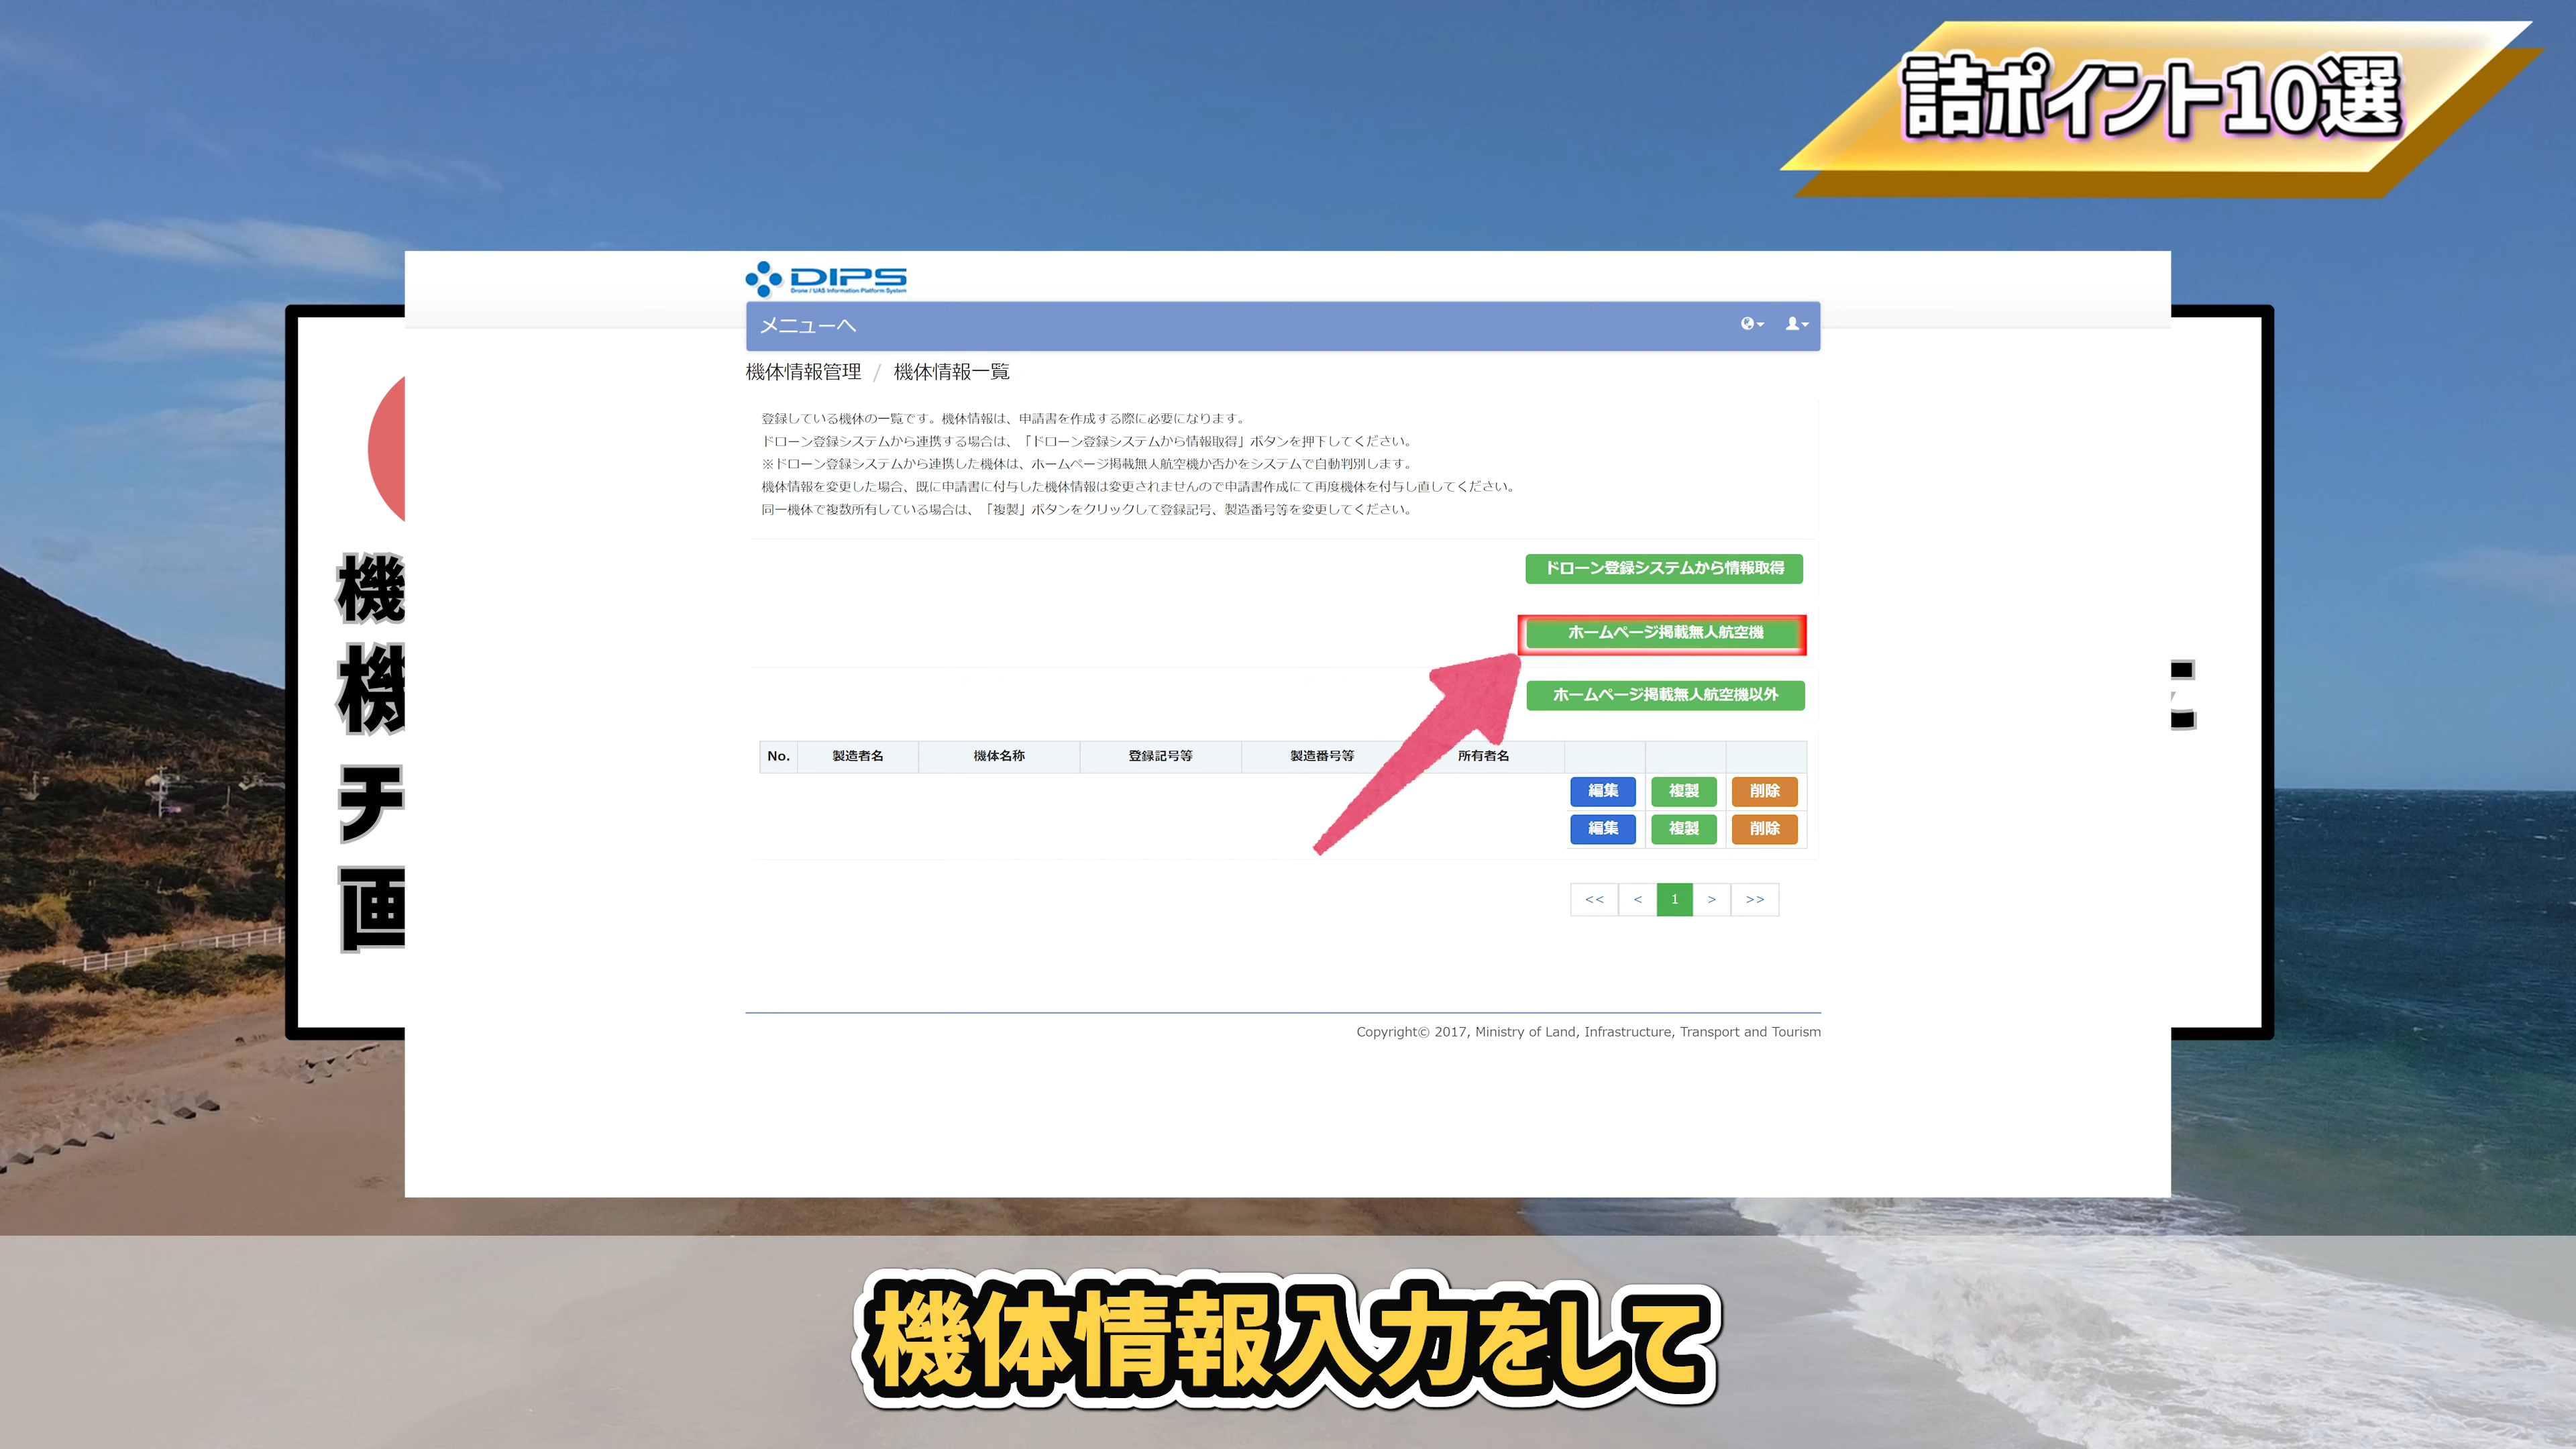 詰ポイント10選
DIPS
Drone / UAS Information Platform System
メニューへ
機体情報管理 / 機体情報一覧
登録している機体の一覧です。機体情報は、申請書を作成する際に必要になります。
ドローン登録システムから連携する場合は、「ドローン登録システムから情報取得」ボタンを押下してください。
※ドローン登録システムから連携した機体は、ホームページ掲載無人航空機か否かをシステムで自動判別します。
機体情報を変更した場合、既に申請書に付与した機体情報は変更されませんので申請書作成にて再度機体を付与し直してください。
同一機体で複数所有している場合は、「複製」ボタンをクリックして登録記号、製造番号等を変更してください。
ドローン登録システムから情報取得
ホームページ掲載無人航空機
ホームページ掲載無人航空機以外
No. 製造者名 機体名称 登録記号等 製造番号等 所有者名
編集 複製 削除
編集 複製 削除
<< < 1 > >>
Copyright© 2017, Ministry of Land, Infrastructure, Transport and Tourism
機
機
チ
画
機体情報入力をして